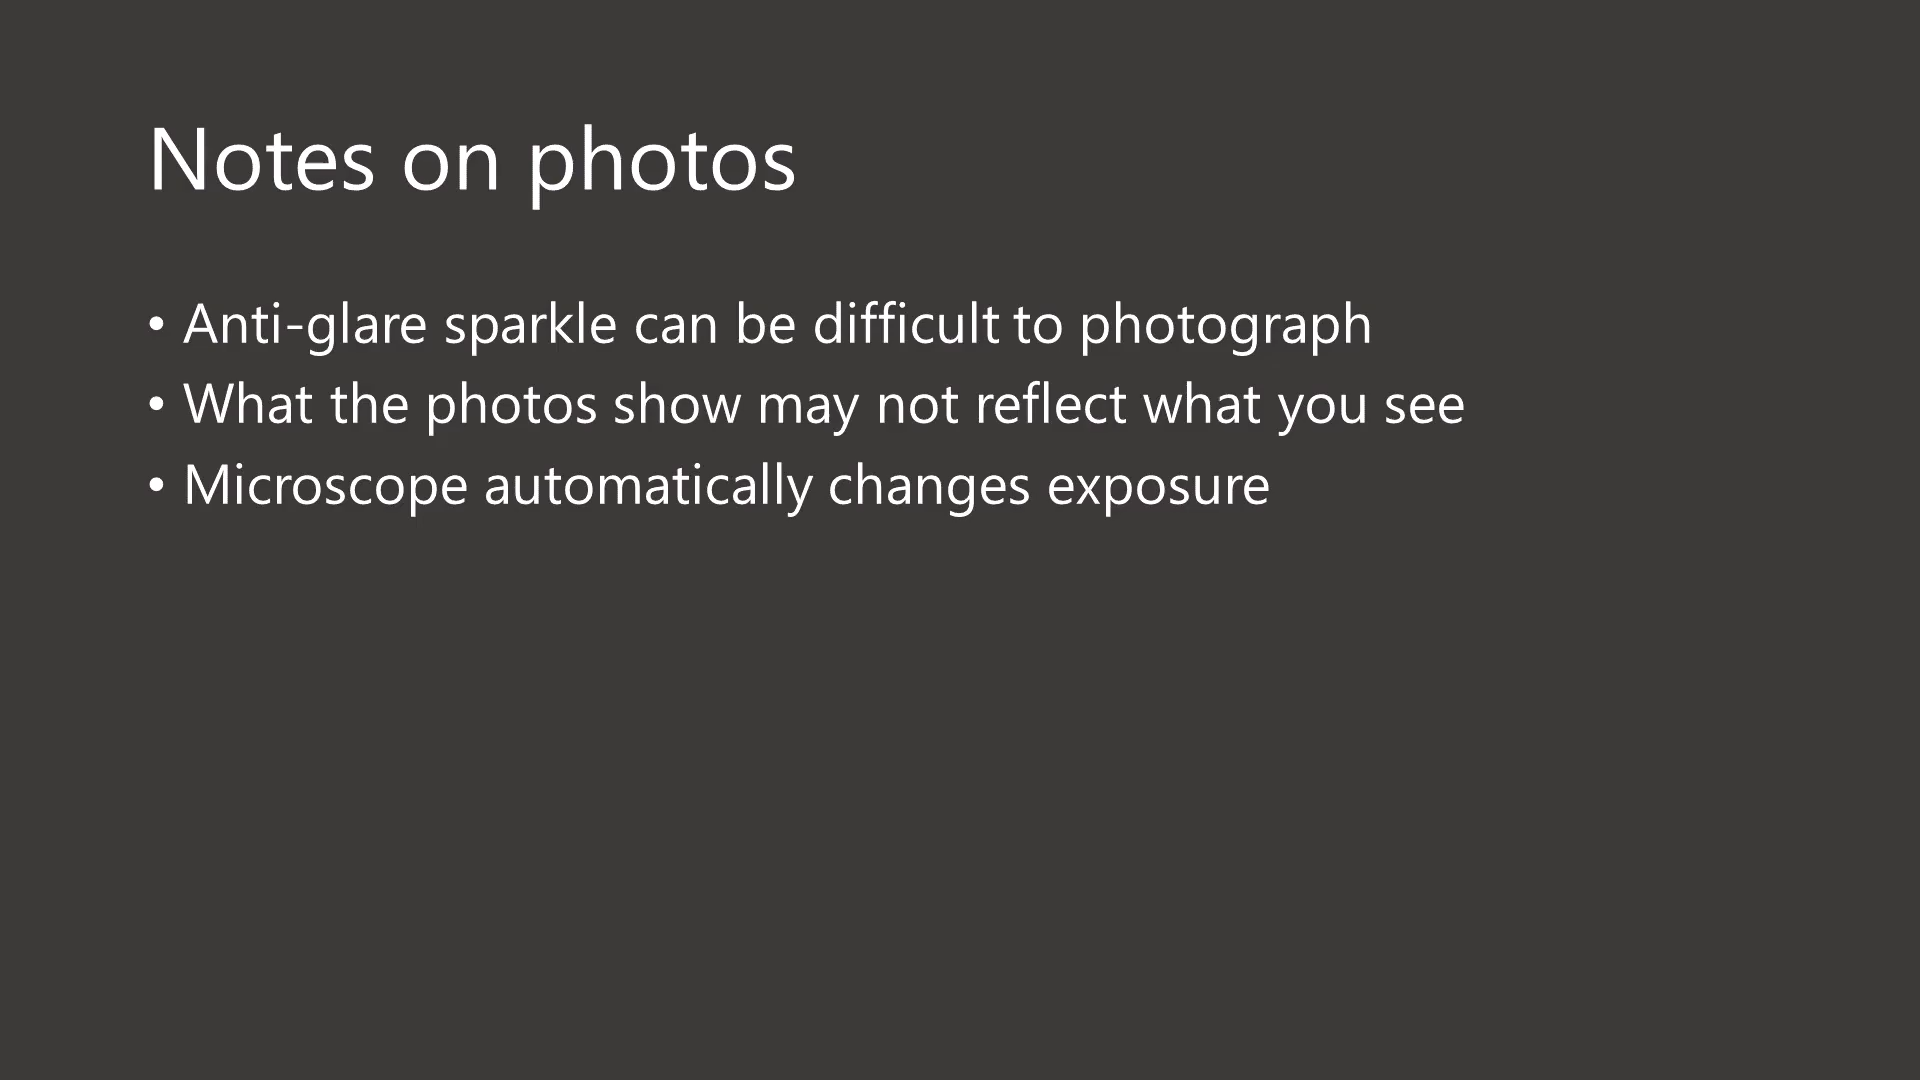 Notes on photos
• Anti-glare sparkle can be difficult to photograph
• What the photos show may not reflect what you see
• Microscope automatically changes exposure